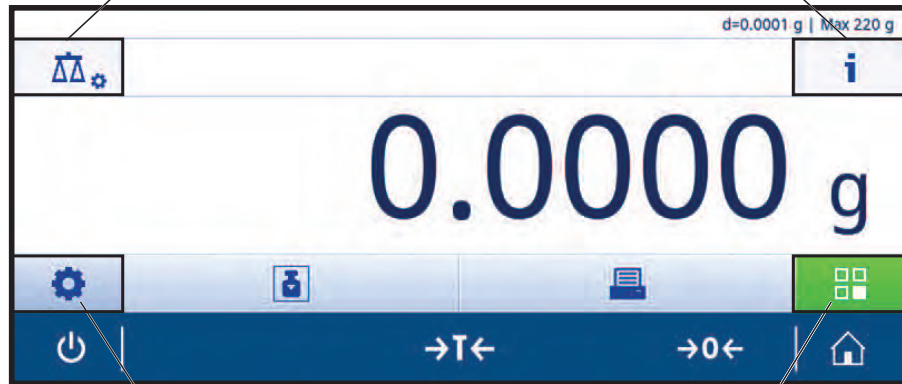 d=0.0001 g | Max 220 g
i
0.0000 g
→T← →0←